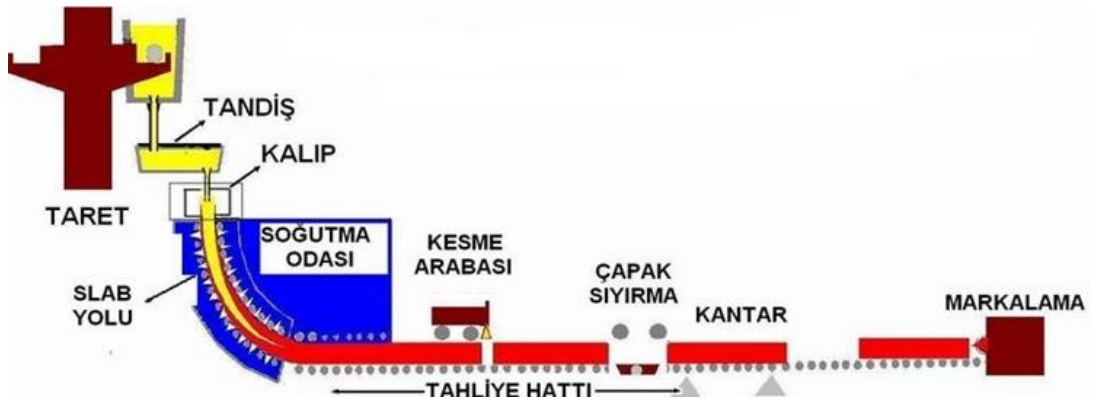 TANDİŞ
KALIP
TARET
SOĞUTMA
ODASI
SLAB
YOLU
KESME
ARABASI
ÇAPAK
SIYIRMA
KANTAR
MARKALAMA
TAHLİYE HATTI